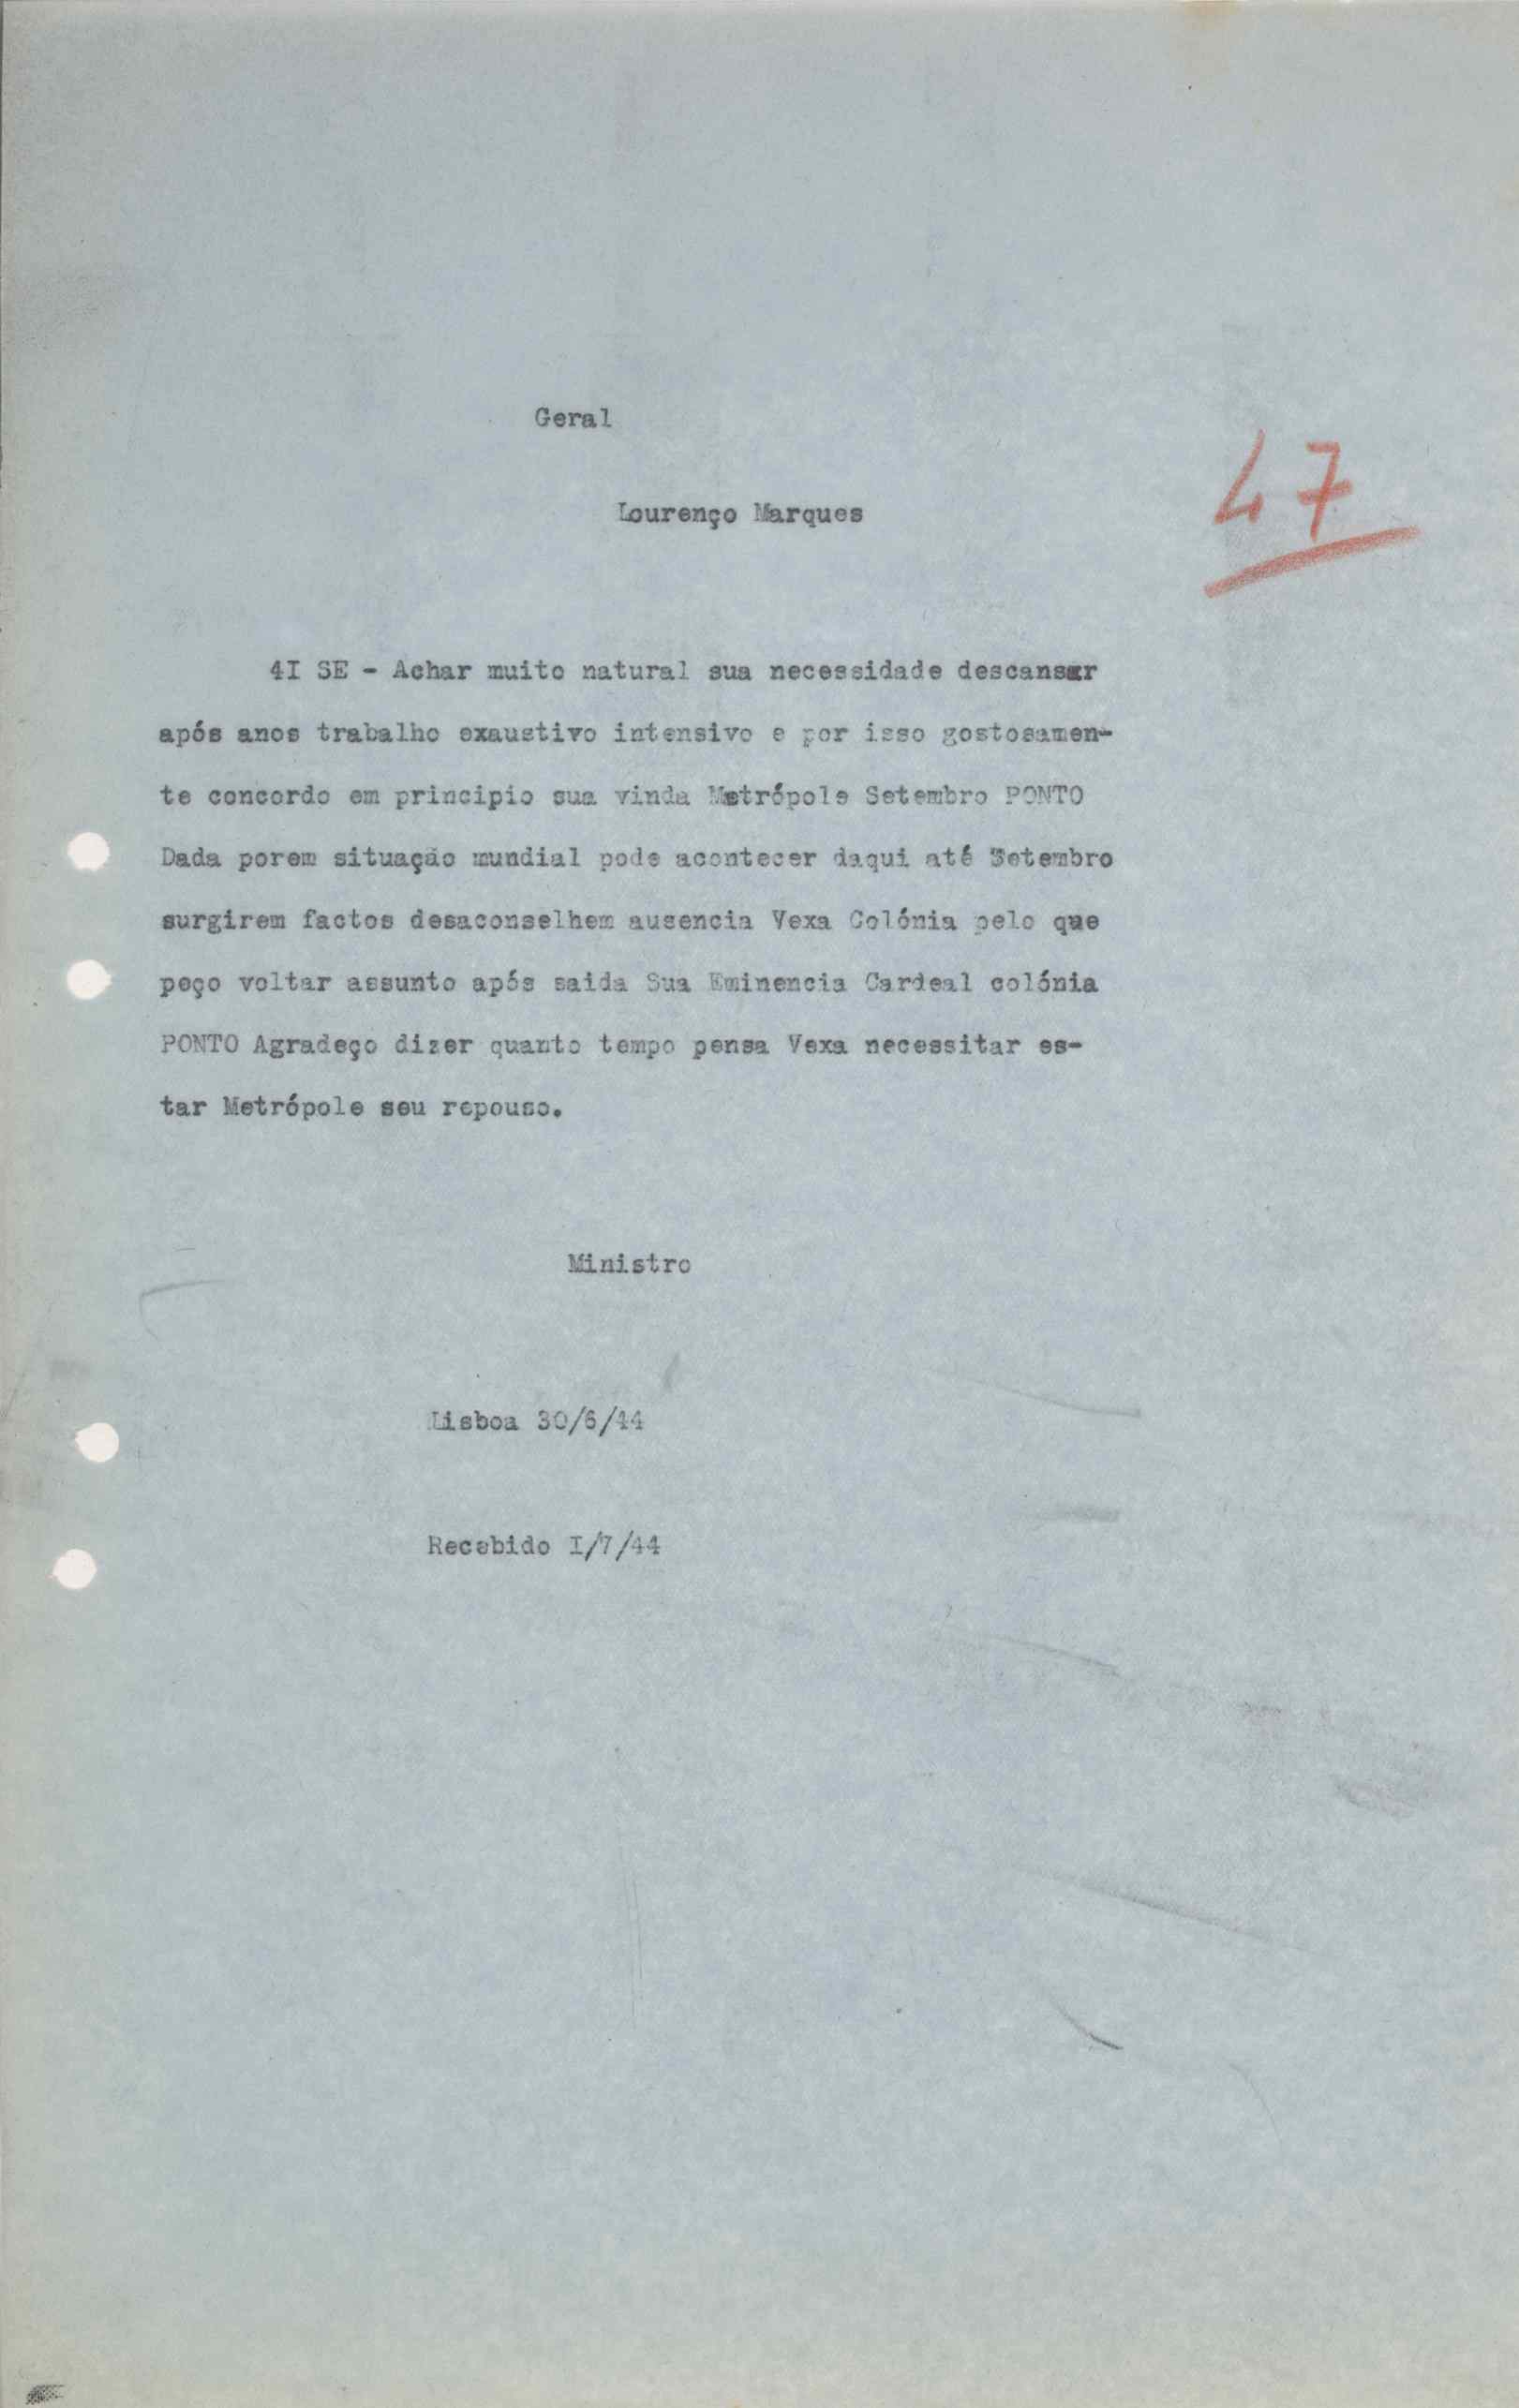 Geral
47
Lourenço Marques
4I SE - Achar muito natural sua necessidade descansar
após anos trabalho exaustivo intensivo e por isso gostosamen-
te concordo em principio sua vinda Metrópole Setembro PONTO
Dada porem situação mundial pode acontecer daqui até Setembro
surgirem factos desaconselhem ausencia Vexa Colónia pelo que
peço voltar assunto após saida Sua Eminencia Cardeal colónia
PONTO Agradeço dizer quanto tempo pensa Vexa necessitar es-
tar Metrópole seu repouso.
Ministro
Lisboa 30/6/44
Recebido I/7/44